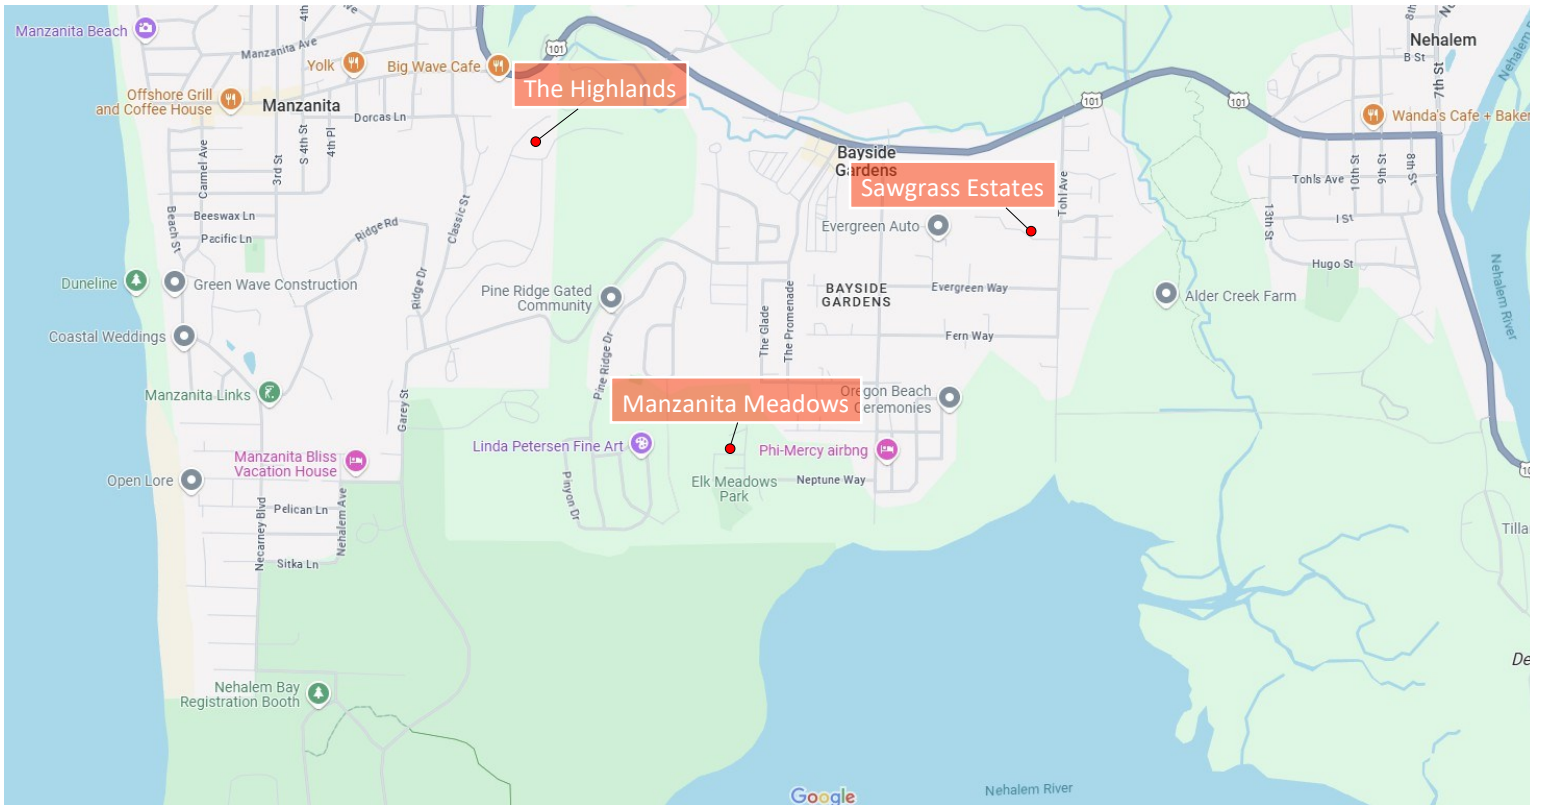 Manzanita Beach
4th
Ave
Manzanita Ave
Yolk
Big Wave Cafe
101
The Highlands
Offshore Grill
and Coffee House
Manzanita
Dorcas Ln
Carmel Ave
3rd St
S 4th St
4th Pl
Beach St
Beeswax Ln
Pacific Ln
Ridge Rd
Classic St
Ridge Dr
Duneline
Green Wave Construction
Coastal Weddings
Manzanita Links
Pine Ridge Gated
Community
Pine Ridge Dr
Garey St
Manzanita Bliss
Vacation House
Open Lore
Necarney Blvd
Pelican Ln
Nehalem Ave
Sitka Ln
Nehalem Bay
Registration Booth
Bayside
Gardens
Sawgrass Estates
Evergreen Auto
Tohl Ave
BAYSIDE
GARDENS
Evergreen Way
Fern Way
The Glade
The Promenade
Manzanita Meadows
Oregon Beach
Ceremonies
Linda Petersen Fine Art
Phi-Mercy airbng
Elk Meadows
Park
Neptune Way
Pinyon Dr
101
101
8th
Nehalem
B St
7th St
Nehalem
Wanda's Cafe + Baker
Tohls Ave
10th St
9th St
8th St
13th St
I St
Hugo St
Alder Creek Farm
Nehalem River
10
Tilla
De
Google
Nehalem River